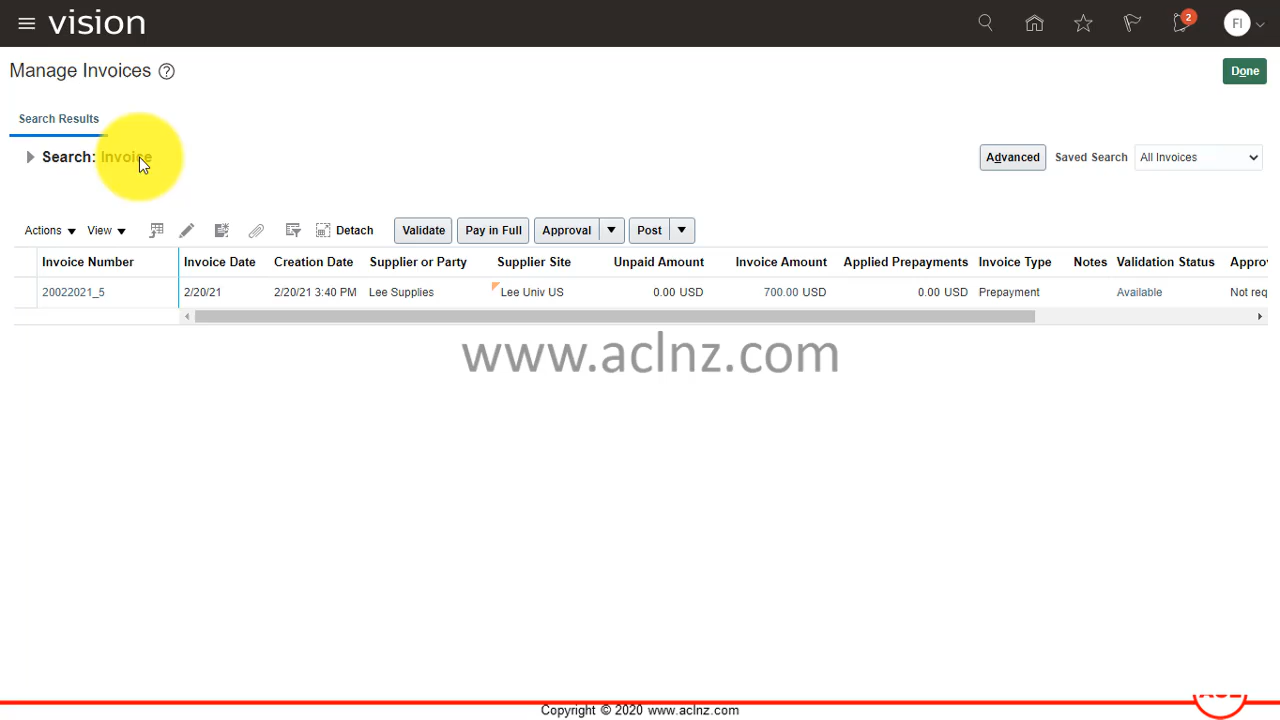 vision
2
FI
Manage Invoices ?
Done
Search Results
Search: Invoice
Advanced Saved Search All Invoices
Actions View Detach Validate Pay in Full Approval Post
Invoice Number Invoice Date Creation Date Supplier or Party Supplier Site Unpaid Amount Invoice Amount Applied Prepayments Invoice Type Notes Validation Status
20022021_5 2/20/21 2/20/21 3:40 PM Lee Supplies Lee Univ US 0.00 USD 700.00 USD 0.00 USD Prepayment Available Not req
www.aclnz.com
Copyright © 2020 www.aclnz.com